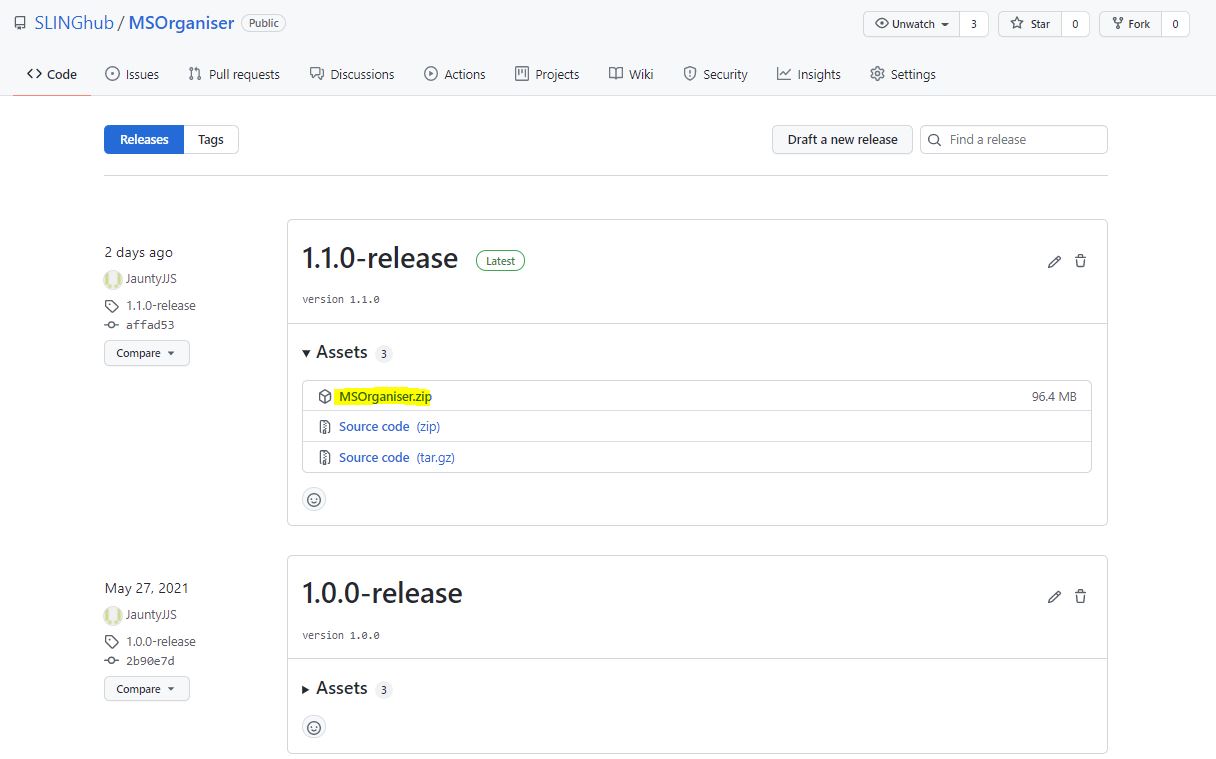 SLINGhub / MSOrganiser Public
Unwatch 3 Star 0 Fork 0
Code Issues Pull requests Discussions Actions Projects Wiki Security Insights Settings
Releases Tags Draft a new release Find a release
2 days ago
JauntyJJS
1.1.0-release
affad53
Compare
1.1.0-release Latest
version 1.1.0
Assets 3
MSOrganiser.zip 96.4 MB
Source code (zip)
Source code (tar.gz)
May 27, 2021
JauntyJJS
1.0.0-release
2b90e7d
Compare
1.0.0-release
version 1.0.0
Assets 3